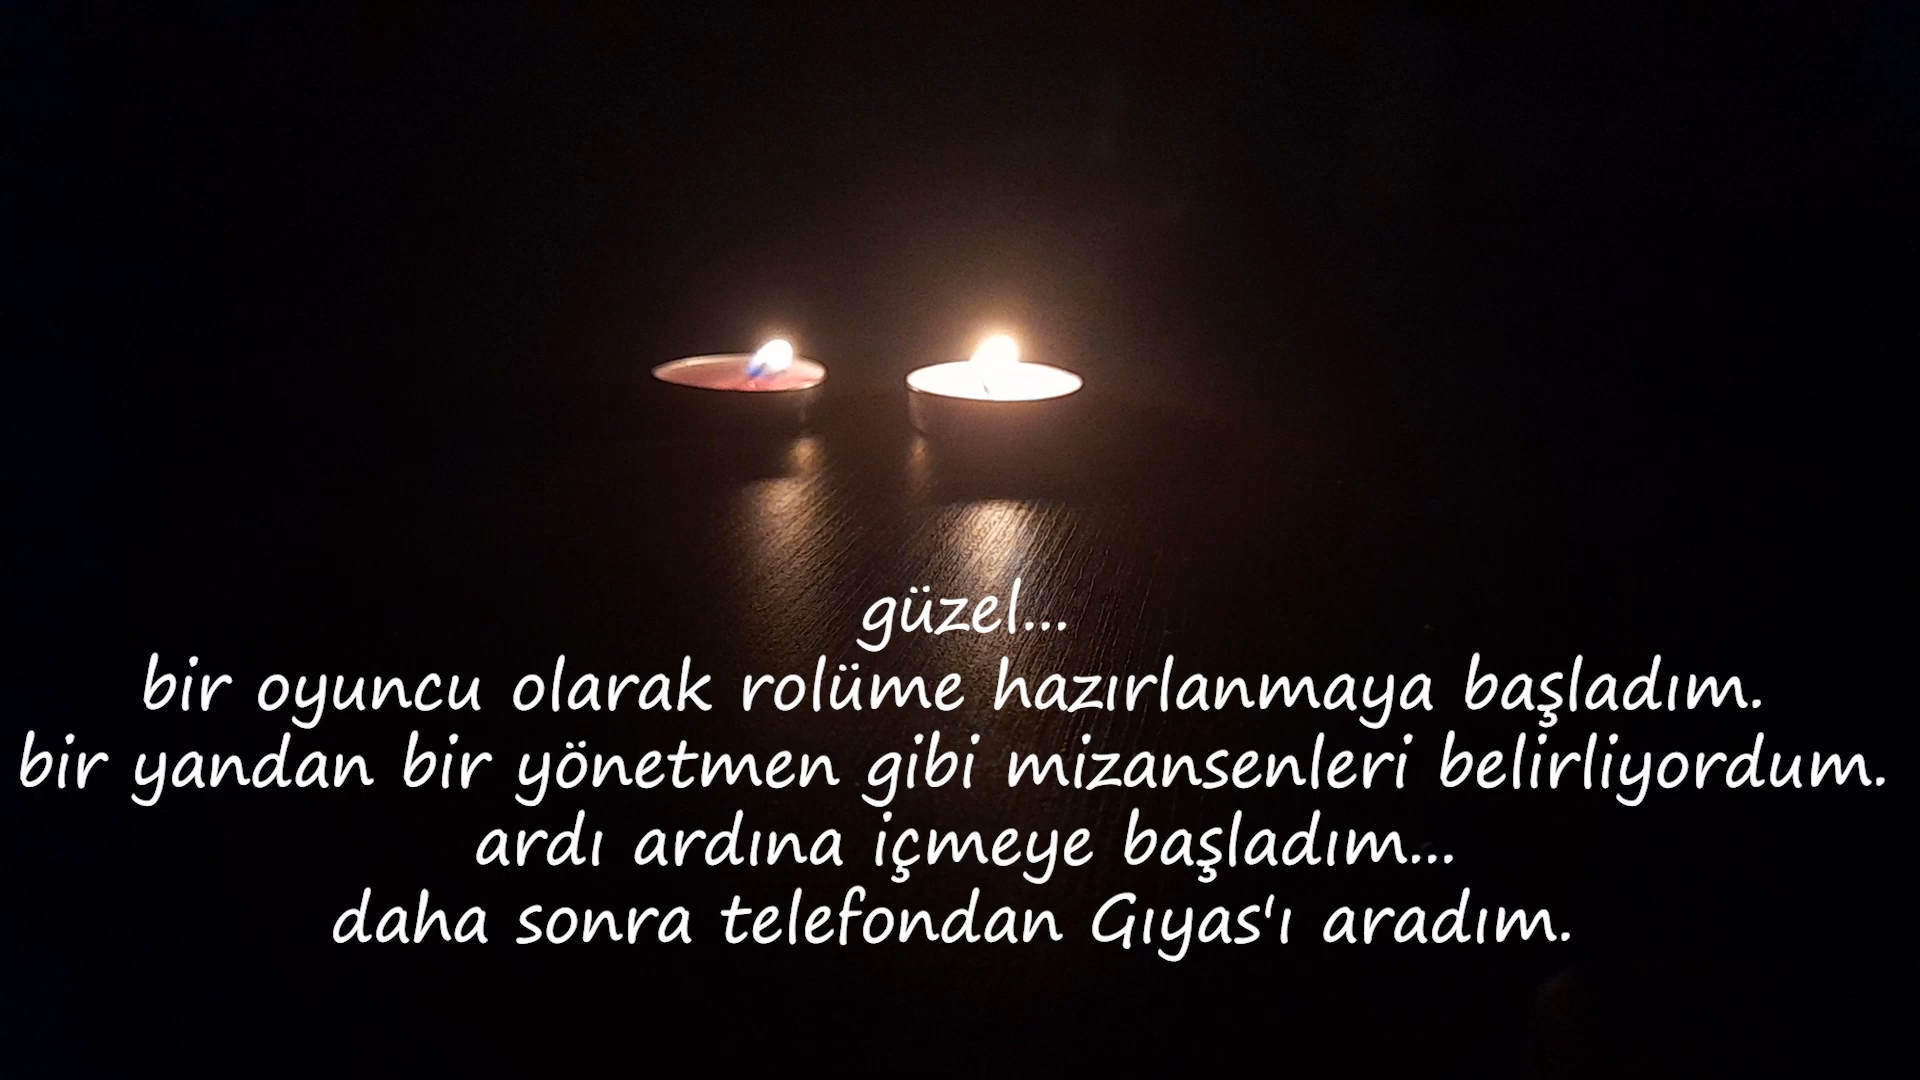 güzel...
bir oyuncu olarak rolüme hazırlanmaya başladım.
bir yandan bir yönetmen gibi mizansenleri belirliyordum.
ardı ardına içmeye başladım...
daha sonra telefondan Gıyas'ı aradım.